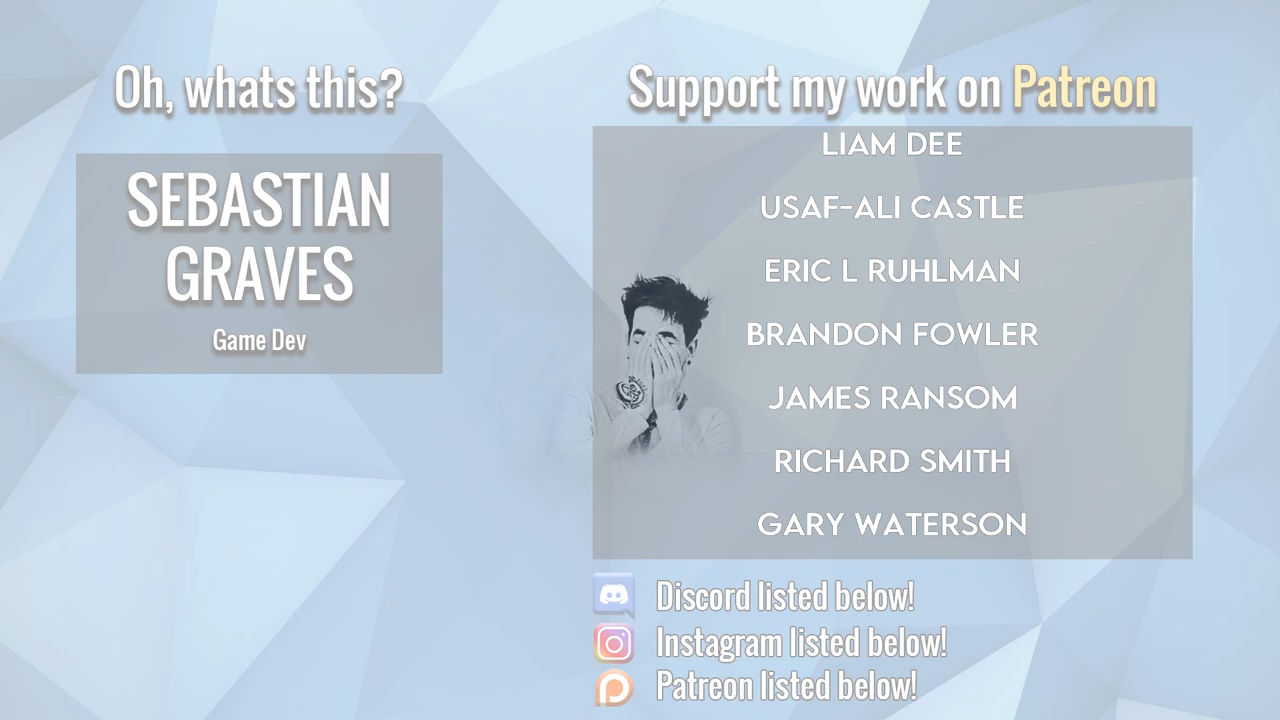 Oh, whats this?
SEBASTIAN
GRAVES
Game Dev
Support my work on Patreon
LIAM DEE
USAF-ALI CASTLE
ERIC L RUHLMAN
BRANDON FOWLER
JAMES RANSOM
RICHARD SMITH
GARY WATERSON
Discord listed below!
Instagram listed below!
Patreon listed below!